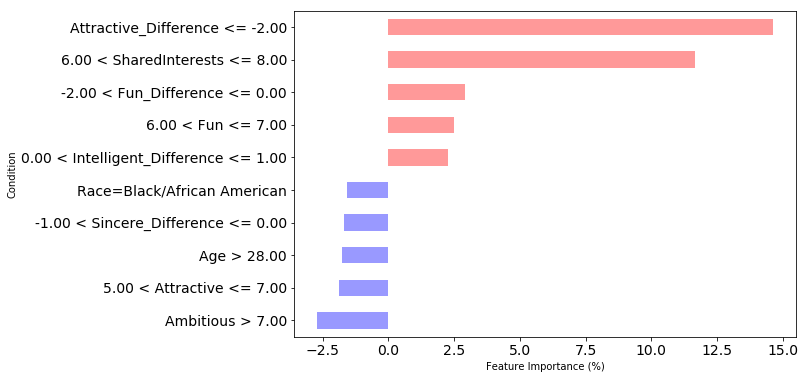 Attractive_Difference <= -2.00
6.00 < SharedInterests <= 8.00
-2.00 < Fun_Difference <= 0.00
6.00 < Fun <= 7.00
0.00 < Intelligent_Difference <= 1.00
Race=Black/African American
-1.00 < Sincere_Difference <= 0.00
Age > 28.00
5.00 < Attractive <= 7.00
Ambitious > 7.00
Condition
−2.5 0.0 2.5 5.0 7.5 10.0 12.5 15.0
Feature Importance (%)